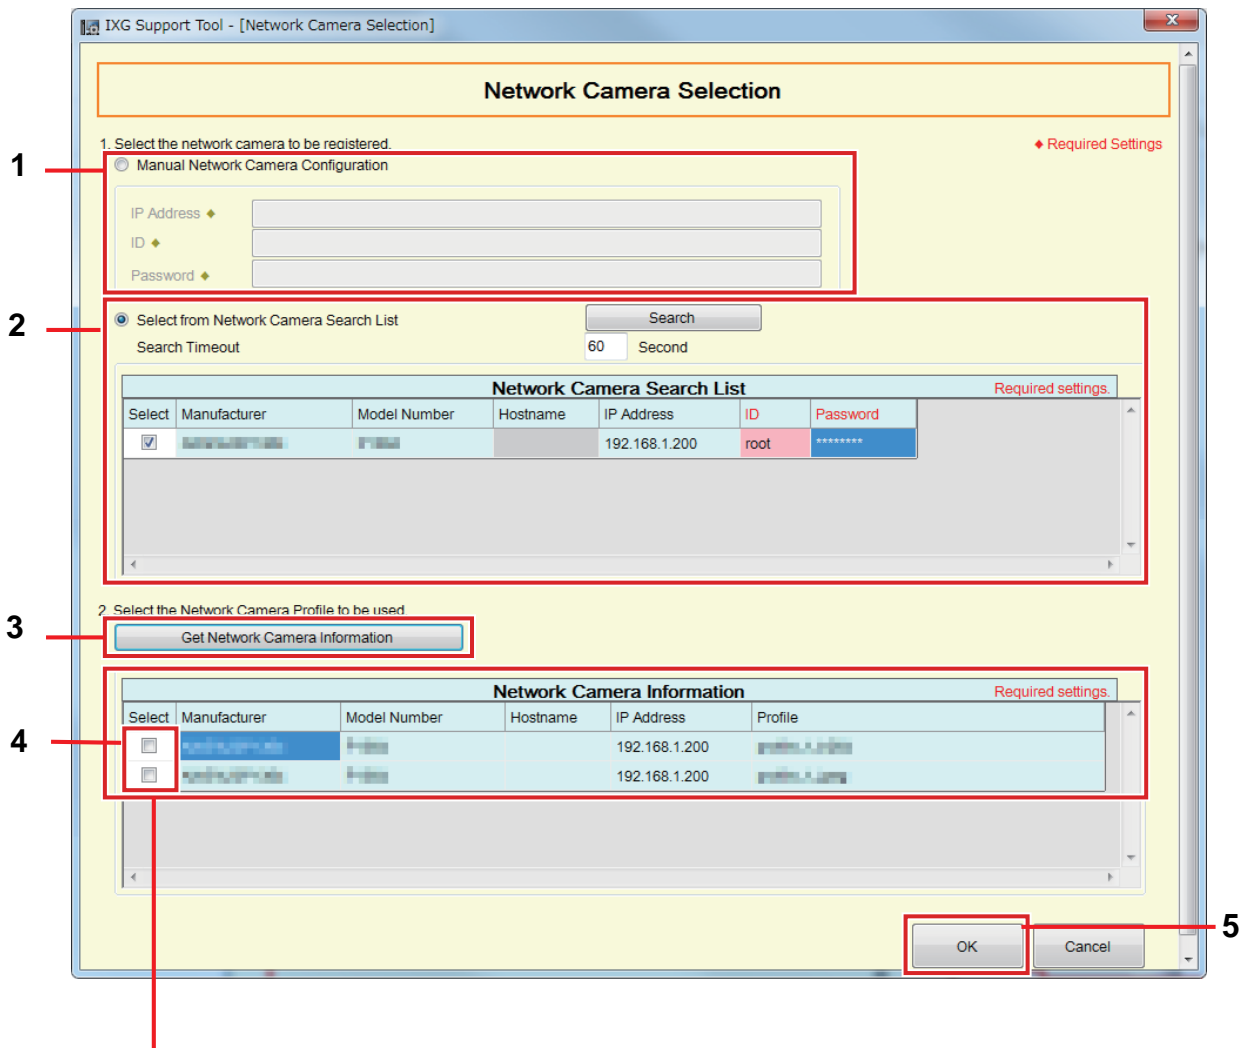 IXG Support Tool - [Network Camera Selection]
x
Network Camera Selection
1. Select the network camera to be registered.
◆ Required Settings
1
Manual Network Camera Configuration
IP Address ◆
ID ◆
Password ◆
2
Select from Network Camera Search List
Search
Search Timeout
60 Second
Network Camera Search List
Required settings.
Select Manufacturer Model Number Hostname IP Address ID Password
192.168.1.200 root ********
2. Select the Network Camera Profile to be used.
3
Get Network Camera Information
Network Camera Information
Required settings.
Select Manufacturer Model Number Hostname IP Address Profile
4
192.168.1.200
192.168.1.200
5
OK Cancel